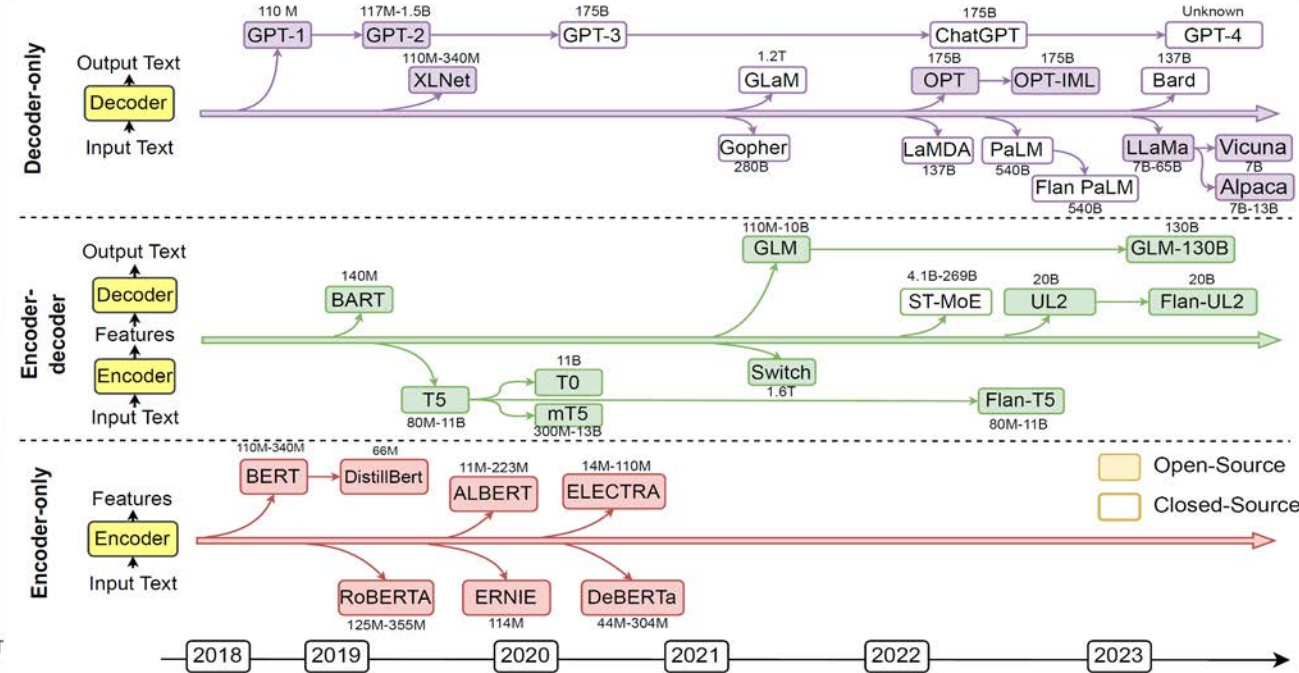 Decoder-only
Output Text
Decoder
Input Text
110 M
GPT-1
117M-1.5B
GPT-2
110M-340M
XLNet
175B
GPT-3
1.2T
GLaM
Gopher
280B
175B
ChatGPT
175B
OPT
175B
OPT-IML
LaMDA
137B
PaLM
540B
Flan PaLM
540B
Unknown
GPT-4
137B
Bard
LLaMa
7B-65B
Vicuna
7B
Alpaca
7B-13B
Encoder-
decoder
Output Text
Decoder
Features
Encoder
Input Text
140M
BART
T5
80M-11B
11B
T0
mT5
300M-13B
110M-10B
GLM
Switch
1.6T
4.1B-269B
ST-MoE
20B
UL2
Flan-T5
80M-11B
130B
GLM-130B
20B
Flan-UL2
Encoder-only
Features
Encoder
Input Text
110M-340M
BERT
66M
DistillBert
11M-223M
ALBERT
14M-110M
ELECTRA
RoBERTA
125M-355M
ERNIE
114M
DeBERTa
44M-304M
Open-Source
Closed-Source
2018
2019
2020
2021
2022
2023